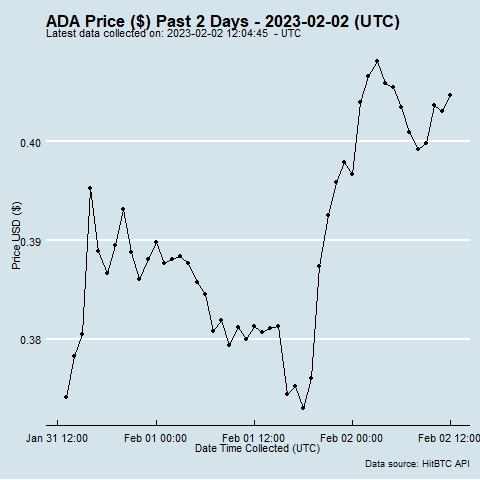 ADA Price ($) Past 2 Days - 2023-02-02 (UTC)
Latest data collected on: 2023-02-02 12:04:45 - UTC
0.40
0.39
0.38
Price USD ($)
Jan 31 12:00 Feb 01 00:00 Feb 01 12:00 Feb 02 00:00 Feb 02 12:00
Date Time Collected (UTC)
Data source: HitBTC API